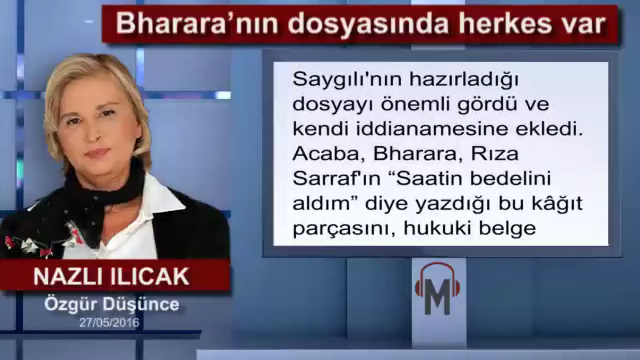 Bharara’nın dosyasında herkes var
Saygılı'nın hazırladığı
dosyayı önemli gördü ve
kendi iddianamesine ekledi.
Acaba, Bharara, Rıza
Sarraf'ın “Saatin bedelini
aldım” diye yazdığı bu kâğıt
parçasını, hukuki belge
NAZLI ILICAK
Özgür Düşünce
27/05/2016
M